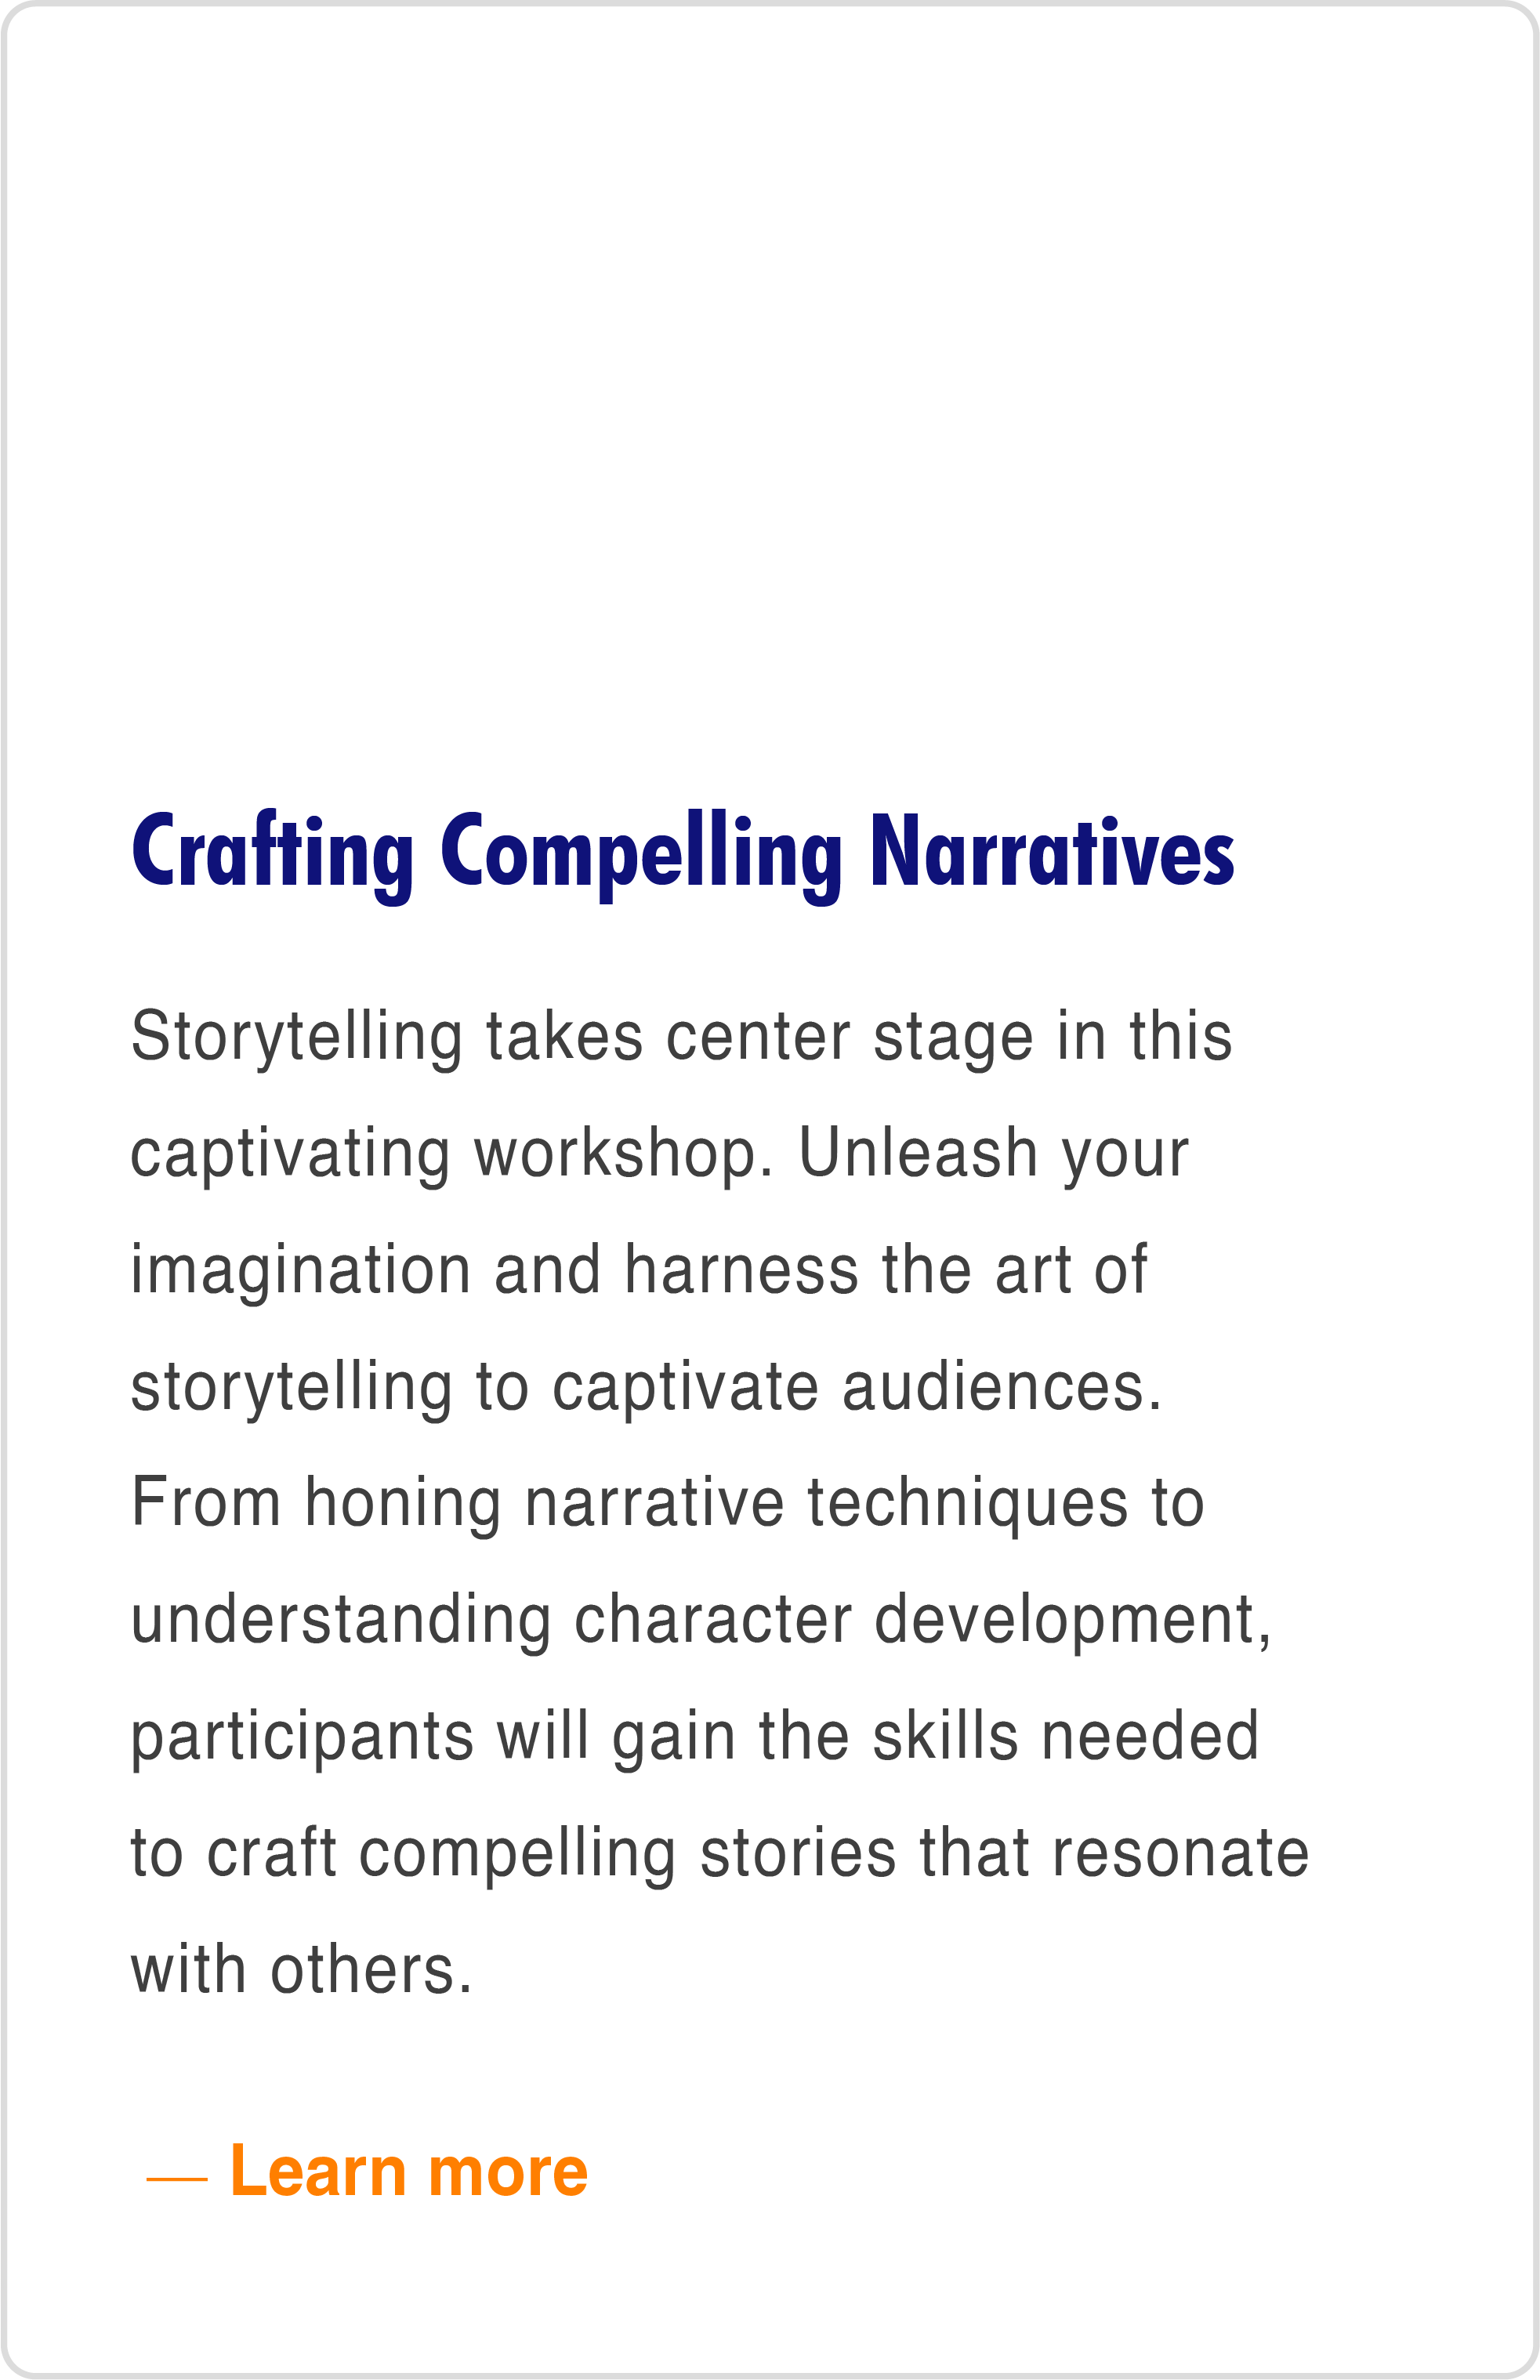 Crafting Compelling Narratives
Storytelling takes center stage in this
captivating workshop. Unleash your
imagination and harness the art of
storytelling to captivate audiences.
From honing narrative techniques to
understanding character development,
participants will gain the skills needed
to craft compelling stories that resonate
with others.
— Learn more